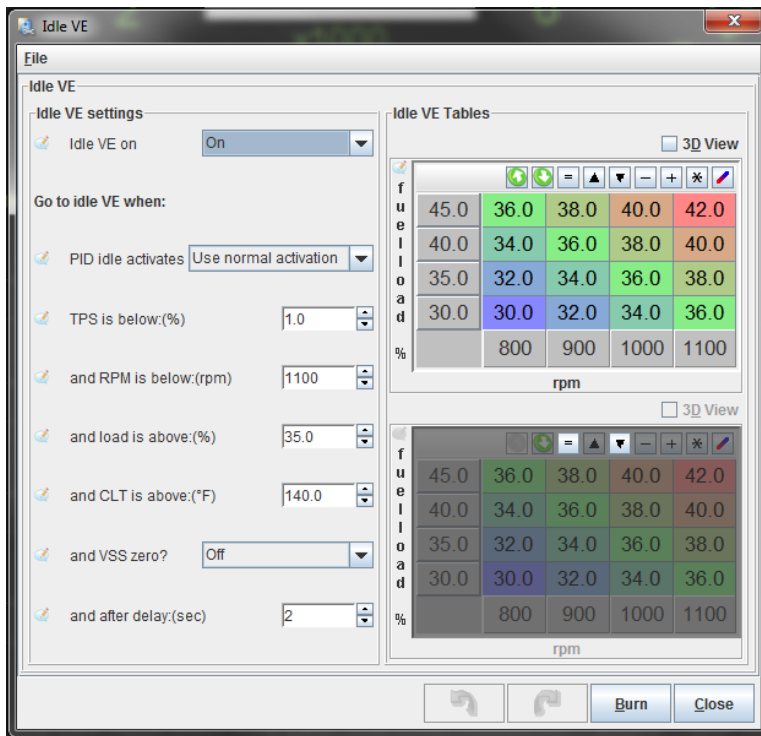 Idle VE
File
Idle VE
Idle VE settings
Idle VE on On
Go to idle VE when:
PID idle activates Use normal activation
TPS is below:(%) 1.0
and RPM is below:(rpm) 1100
and load is above:(%) 35.0
and CLT is above:(°F) 140.0
and VSS zero? Off
and after delay:(sec) 2
Idle VE Tables
3D View
fuelload %
= - + *
45.0 36.0 38.0 40.0 42.0
40.0 34.0 36.0 38.0 40.0
35.0 32.0 34.0 36.0 38.0
30.0 30.0 32.0 34.0 36.0
800 900 1000 1100
rpm
3D View
fuelload %
= - + *
45.0 36.0 38.0 40.0 42.0
40.0 34.0 36.0 38.0 40.0
35.0 32.0 34.0 36.0 38.0
30.0 30.0 32.0 34.0 36.0
800 900 1000 1100
rpm
Burn Close